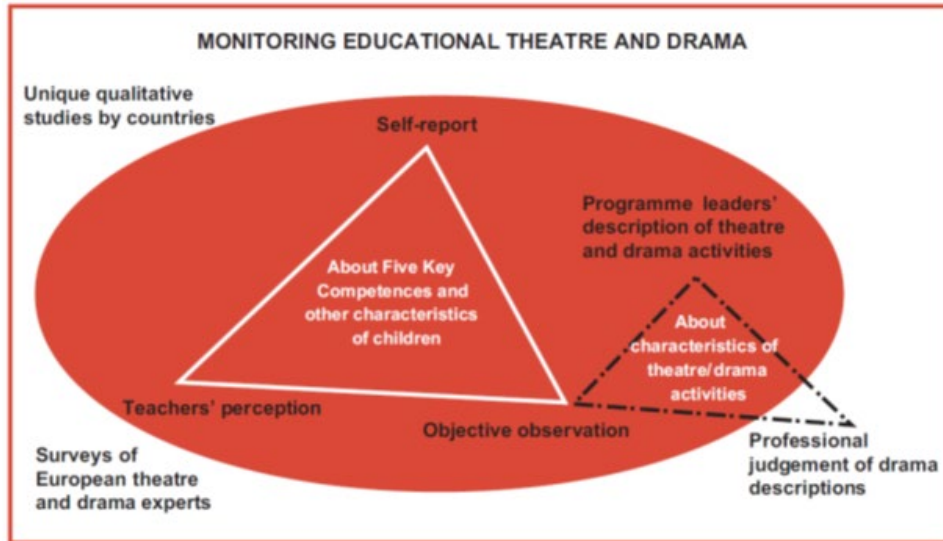 MONITORING EDUCATIONAL THEATRE AND DRAMA
Unique qualitative
studies by countries
Self-report
Programme leaders'
description of theatre
and drama activities
About Five Key
Competences and
other characteristics
of children
About
characteristics of
theatre/drama
activities
Teachers' perception
Objective observation
Surveys of
European theatre
and drama experts
Professional
judgement of drama
descriptions